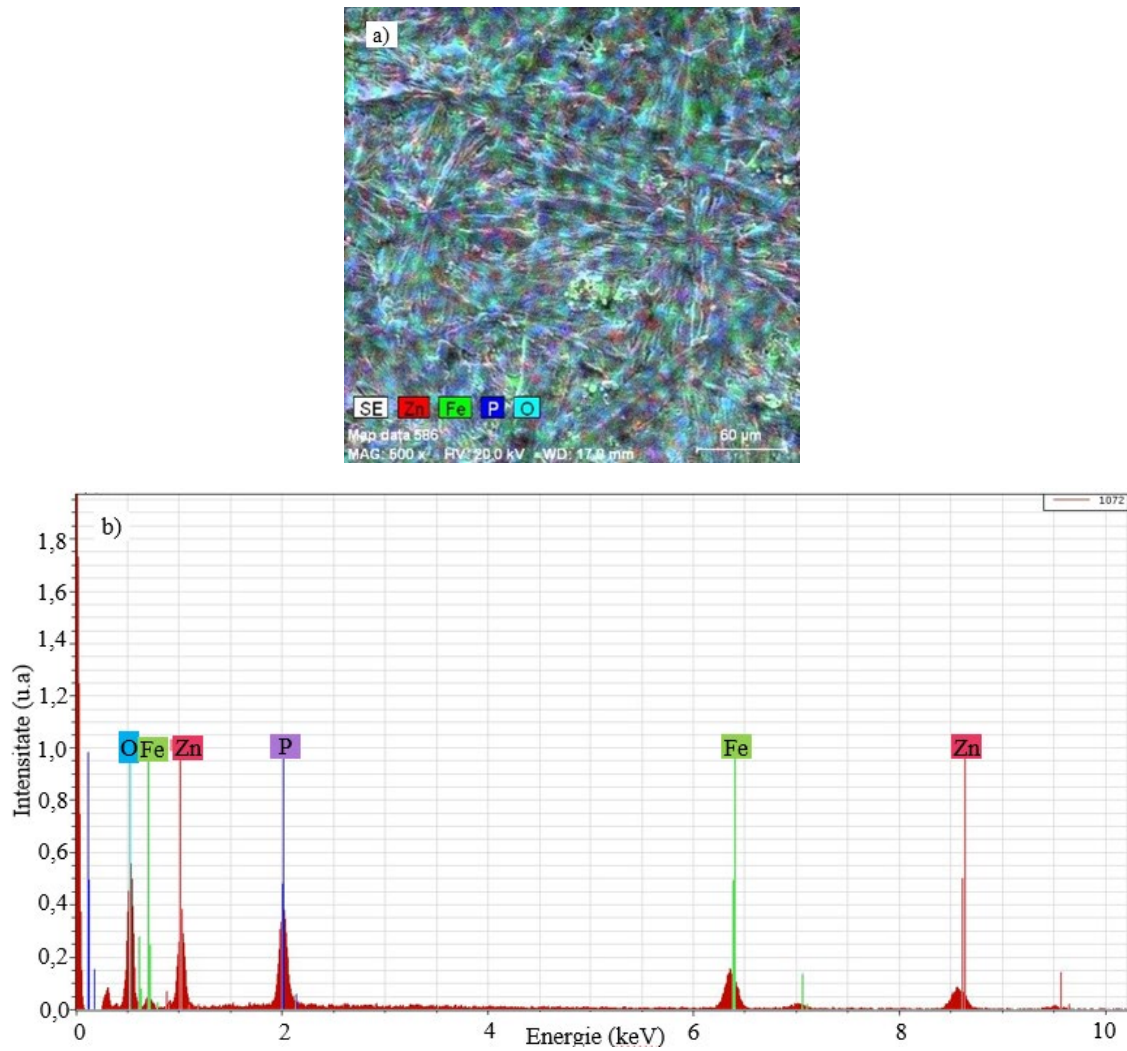 a)
SE Zn Fe P O
Map data 586
MAG: 500 x HV: 20.0 kV WD: 17.8 mm
60 µm
b)
1072
1,8
1,6
1,4
1,2
1,0
0,8
0,6
0,4
0,2
0,0
Intensitate (u.a)
O Fe Zn P Fe Zn
0 2 4 6 8 10
Energie (keV)